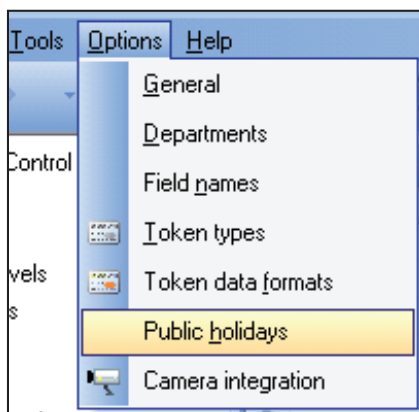 Tools Options Help
General
Departments
Control
Field names
Token types
vels
Token data formats
s
Public holidays
Camera integration